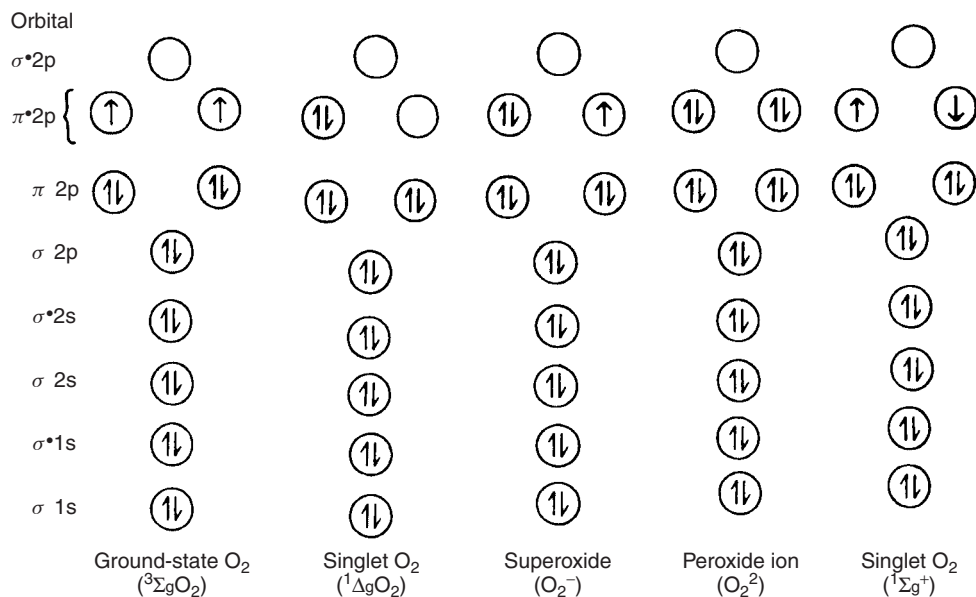 Orbital
σ•2p
π•2p
π 2p
σ 2p
σ•2s
σ 2s
σ•1s
σ 1s
Ground-state O₂
(³ΣgO₂)
Singlet O₂
(¹ΔgO₂)
Superoxide
(O₂⁻)
Peroxide ion
(O₂²)
Singlet O₂
(¹Σg⁺)